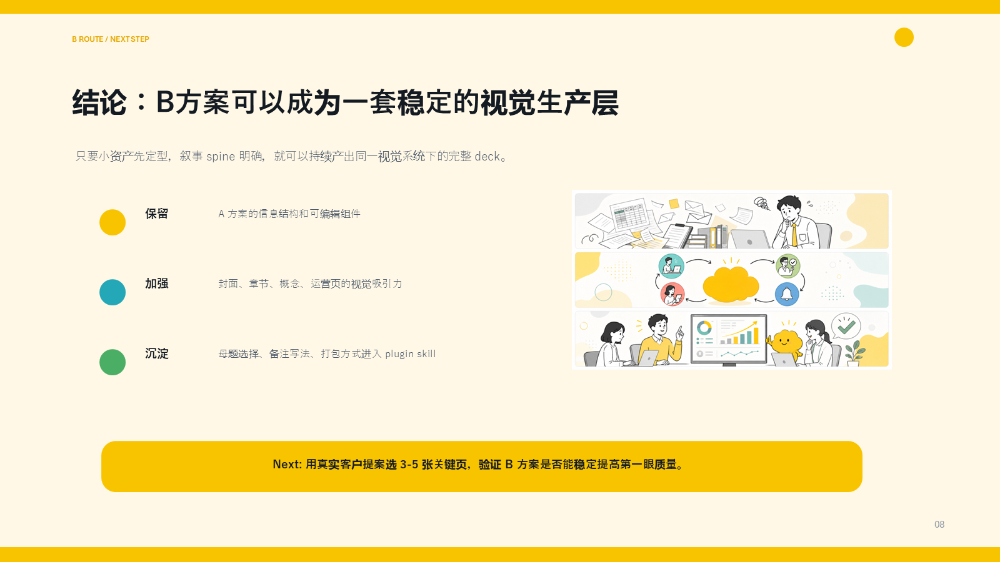 B ROUTE / NEXT STEP
结论：B方案可以成为一套稳定的视觉生产层
只要小资产先定型，叙事 spine 明确，就可以持续产出同一视觉系统下的完整 deck。
保留
A 方案的信息结构和可编辑组件
加强
封面、章节、概念、运营页的视觉吸引力
沉淀
母题选择、备注写法、打包方式进入 plugin skill
Next: 用真实客户提案选 3-5 张关键页，验证 B 方案是否能稳定提高第一眼质量。
08